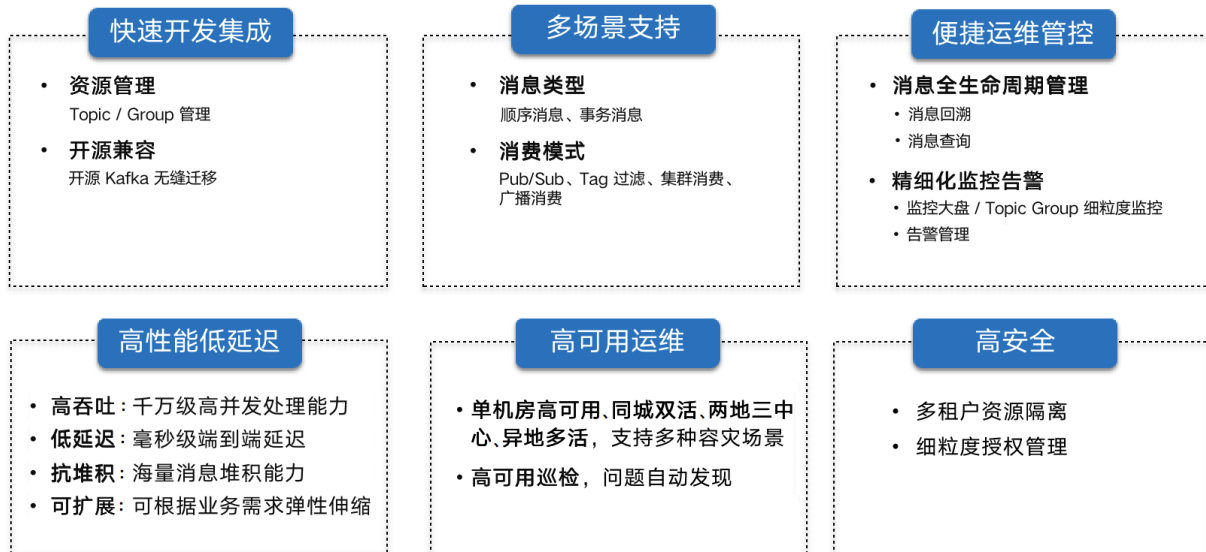 快速开发集成
• 资源管理
Topic / Group 管理
• 开源兼容
开源 Kafka 无缝迁移
多场景支持
• 消息类型
顺序消息、事务消息
• 消费模式
Pub/Sub、Tag 过滤、集群消费、
广播消费
便捷运维管控
• 消息全生命周期管理
• 消息回溯
• 消息查询
• 精细化监控告警
• 监控大盘 / Topic Group 细粒度监控
• 告警管理
高性能低延迟
• 高吞吐：千万级高并发处理能力
• 低延迟：毫秒级端到端延迟
• 抗堆积：海量消息堆积能力
• 可扩展：可根据业务需求弹性伸缩
高可用运维
• 单机房高可用、同城双活、两地三中
心、异地多活，支持多种容灾场景
• 高可用巡检，问题自动发现
高安全
• 多租户资源隔离
• 细粒度授权管理